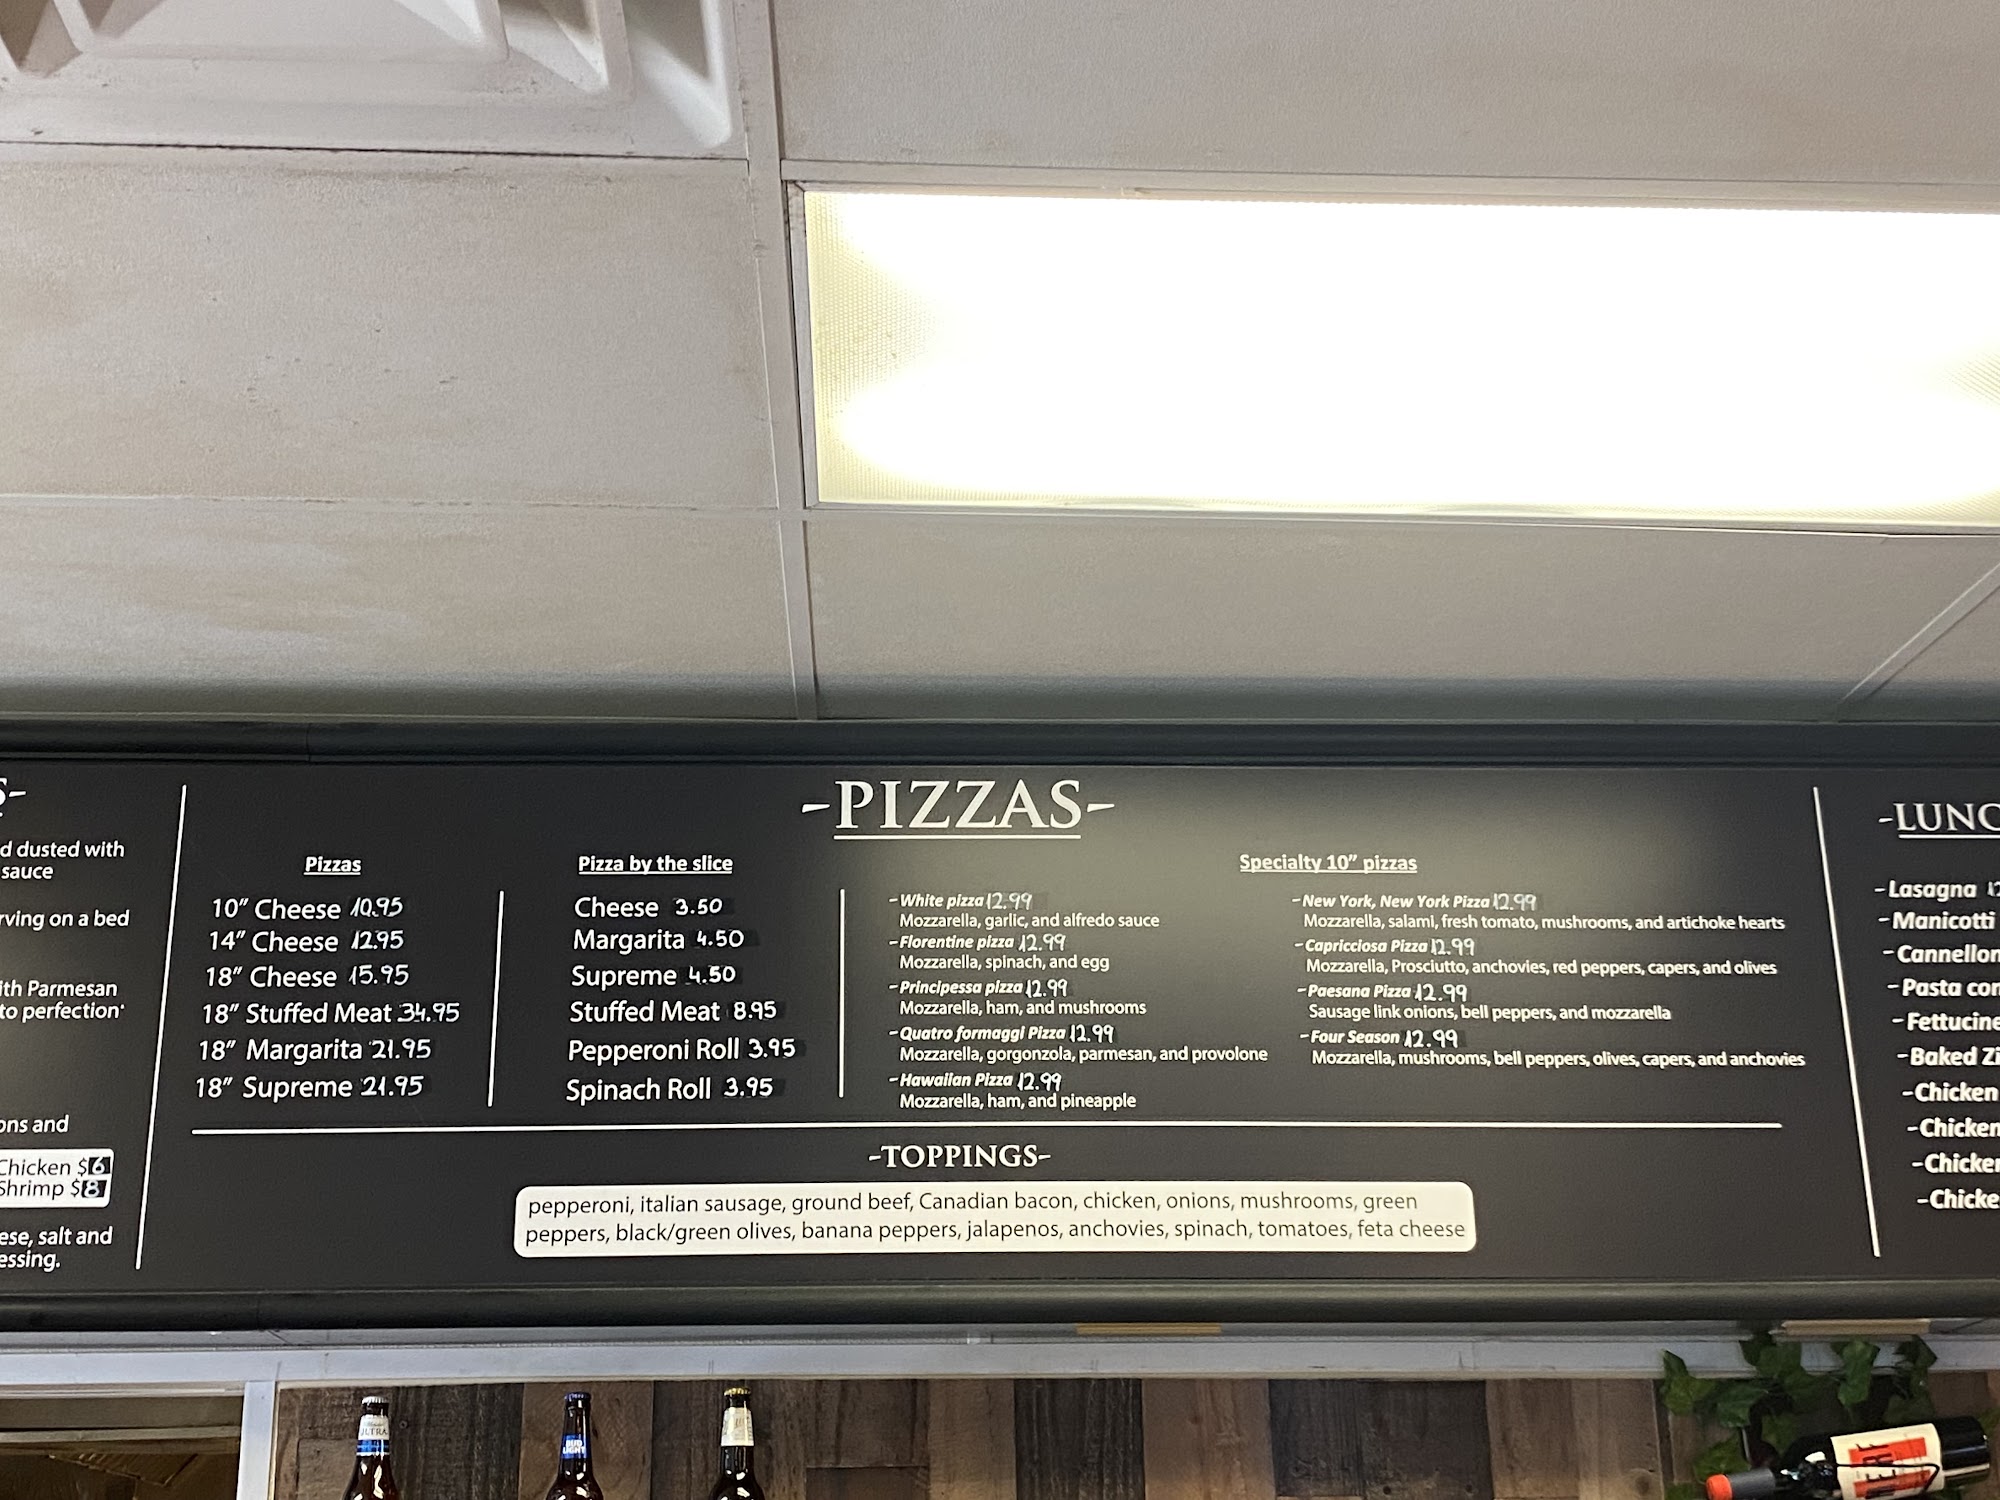 S-
d dusted with
sauce
rving on a bed
ith Parmesan
to perfection
ons and
Chicken $6
Shrimp $8
ese, salt and
essing.
-PIZZAS-
Pizzas
10" Cheese 10.95
14" Cheese 12.95
18" Cheese 15.95
18" Stuffed Meat 34.95
18" Margarita 21.95
18" Supreme 21.95
Pizza by the slice
Cheese 3.50
Margarita 4.50
Supreme 4.50
Stuffed Meat 8.95
Pepperoni Roll 3.95
Spinach Roll 3.95
Specialty 10" pizzas
-White pizza 12.99
Mozzarella, garlic, and alfredo sauce
-Florentine pizza 12.99
Mozzarella, spinach, and egg
-Principessa pizza 12.99
Mozzarella, ham, and mushrooms
-Quatro formaggi Pizza 12.99
Mozzarella, gorgonzola, parmesan, and provolone
-Hawaiian Pizza 12.99
Mozzarella, ham, and pineapple
-New York, New York Pizza 12.99
Mozzarella, salami, fresh tomato, mushrooms, and artichoke hearts
-Capricciosa Pizza 12.99
Mozzarella, Prosciutto, anchovies, red peppers, capers, and olives
-Paesana Pizza 12.99
Sausage link onions, bell peppers, and mozzarella
-Four Season 12.99
Mozzarella, mushrooms, bell peppers, olives, capers, and anchovies
-TOPPINGS-
pepperoni, italian sausage, ground beef, Canadian bacon, chicken, onions, mushrooms, green
peppers, black/green olives, banana peppers, jalapenos, anchovies, spinach, tomatoes, feta cheese
-LUNC
-Lasagna 12
-Manicotti
-Cannellon
-Pasta con
-Fettucine
-Baked Zi
-Chicken
-Chicken
-Chicke
-Chicke
ULTRA
BUD
LIGHT